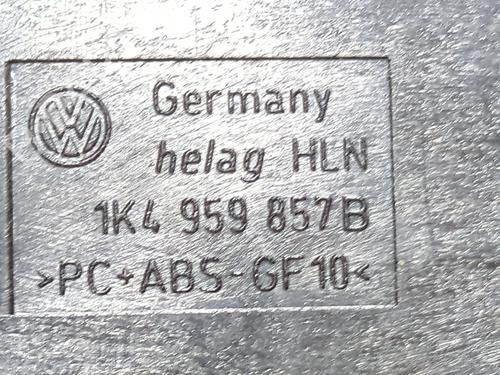 Germany
helag HLN
1K4 959 857B
>PC+ABS-GF10<